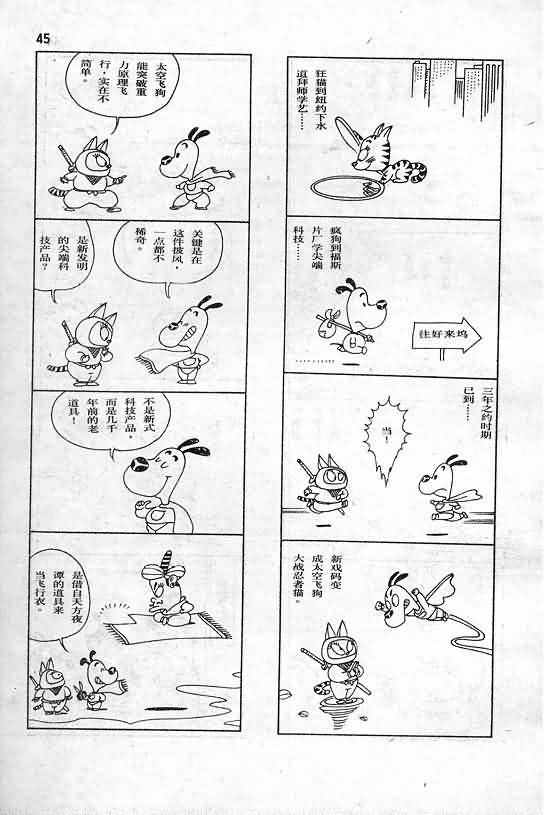 45
狂猫到纽约下水
道拜师学艺……
疯狗到福斯
片厂学尖端
科技……
往好来坞
三年之约时期
已到……
当！
新戏码变
成太空飞狗
大战忍者猫。
太空飞狗
能突破重
力原理飞
行，实在不
简单。
关键是在
这件披风，
一点都不
稀奇。
是新发明
的尖端科
技产品？
不是新式
科技产品，
而是几千
年前的老
道具！
是借自天方夜
谭的道具来
当飞行衣。